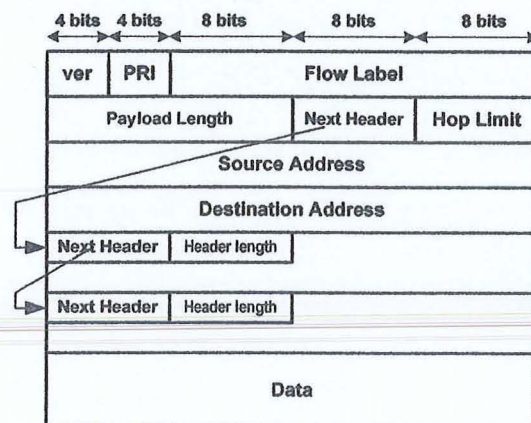 4 bits 4 bits 8 bits 8 bits 8 bits
ver PRI Flow Label
Payload Length Next Header Hop Limit
Source Address
Destination Address
Next Header Header length
Next Header Header length
Data